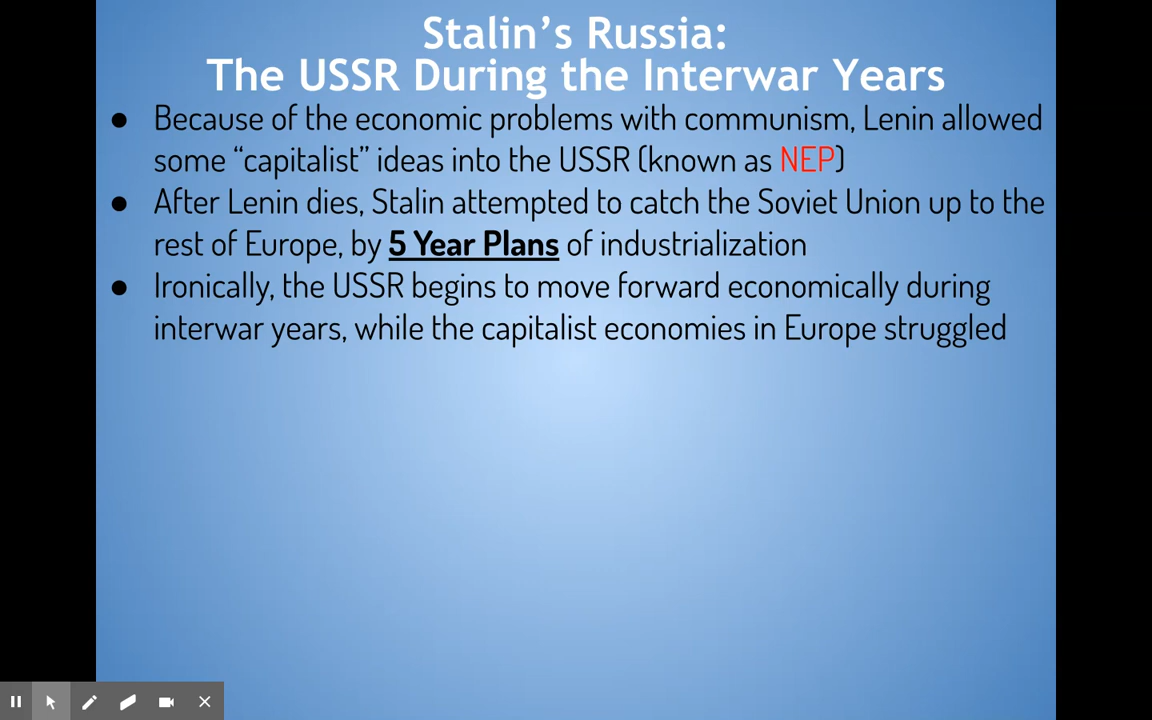 Stalin’s Russia:
The USSR During the Interwar Years
● Because of the economic problems with communism, Lenin allowed
some “capitalist” ideas into the USSR (known as NEP)
● After Lenin dies, Stalin attempted to catch the Soviet Union up to the
rest of Europe, by 5 Year Plans of industrialization
● Ironically, the USSR begins to move forward economically during
interwar years, while the capitalist economies in Europe struggled